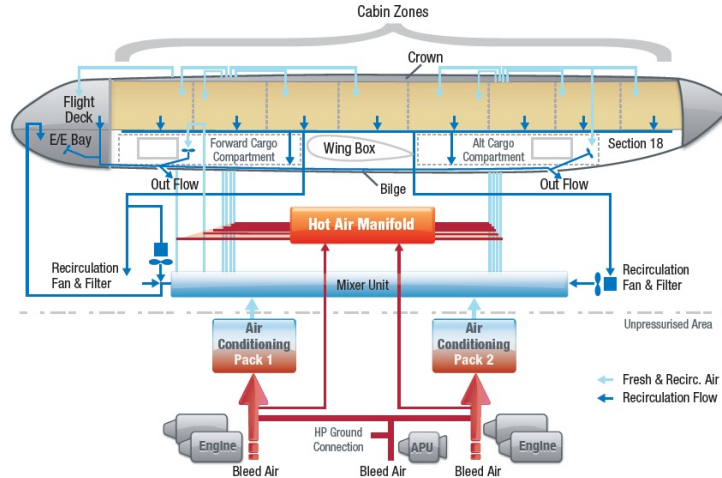 Cabin Zones
Crown
Flight
Deck
E/E Bay
Forward Cargo
Compartment
Wing Box
Alt Cargo
Compartment
Section 18
Out Flow
Bilge
Out Flow
Hot Air Manifold
Recirculation
Fan & Filter
Mixer Unit
Recirculation
Fan & Filter
Unpressurised Area
Air
Conditioning
Pack 1
Air
Conditioning
Pack 2
Fresh & Recirc. Air
Recirculation Flow
Engine
HP Ground
Connection
APU
Engine
Bleed Air
Bleed Air
Bleed Air